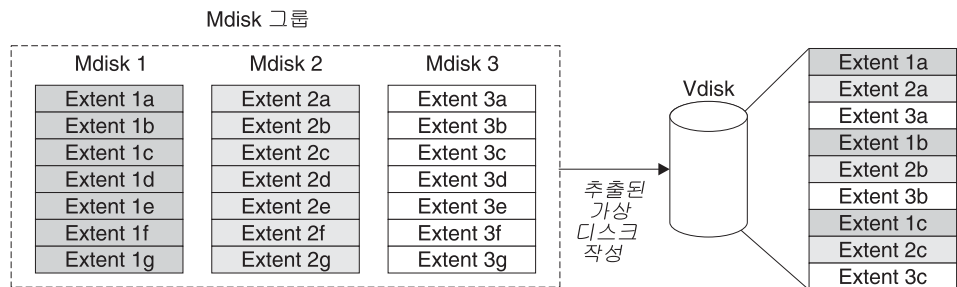 Mdisk 그룹
Mdisk 1
Extent 1a
Extent 1b
Extent 1c
Extent 1d
Extent 1e
Extent 1f
Extent 1g
Mdisk 2
Extent 2a
Extent 2b
Extent 2c
Extent 2d
Extent 2e
Extent 2f
Extent 2g
Mdisk 3
Extent 3a
Extent 3b
Extent 3c
Extent 3d
Extent 3e
Extent 3f
Extent 3g
추출된
가상
디스크
작성
Vdisk
Extent 1a
Extent 2a
Extent 3a
Extent 1b
Extent 2b
Extent 3b
Extent 1c
Extent 2c
Extent 3c